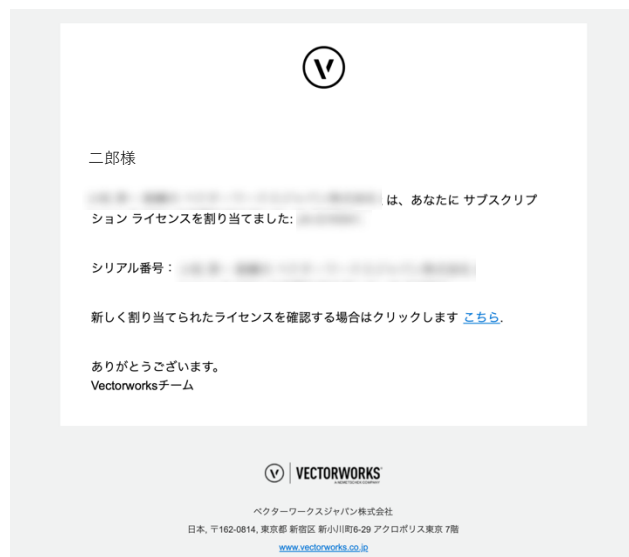 二郎様
は、あなたに サブスクリプ
ション ライセンスを割り当てました:
シリアル番号：
新しく割り当てられたライセンスを確認する場合はクリックします こちら.
ありがとうございます。
Vectorworksチーム
VECTORWORKS
A NEMETSCHEK COMPANY
ベクターワークスジャパン株式会社
日本, 〒162-0814, 東京都 新宿区 新小川町6-29 アクロポリス東京 7階
www.vectorworks.co.jp